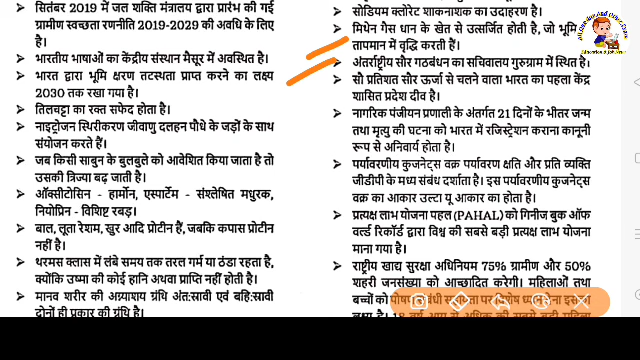 सितंबर 2019 में जल शक्ति मंत्रालय द्वारा प्रारंभ की गई
ग्रामीण स्वच्छता रणनीति 2019-2029 की अवधि के लिए
है।
भारतीय भाषाओं का केंद्रीय संस्थान मैसूर में अवस्थित है।
भारत द्वारा भूमि क्षरण तटस्थता प्राप्त करने का लक्ष्य
2030 तक रखा गया है।
तिलचट्टा का रक्त सफेद होता है।
नाइट्रोजन स्थिरीकरण जीवाणु दलहन पौधे के जड़ों के साथ
संयोजन करते हैं।
जब किसी साबुन के बुलबुले को आवेशित किया जाता है तो
उसकी त्रिज्या बढ़ जाती है।
ऑक्सीटोसिन - हार्मोन, एस्पार्टेम - संश्लेषित मधुरक,
नियोप्रिन - विशिष्ट रबड़।
बाल, लूता रेशम, खुर आदि प्रोटीन हैं, जबकि कपास प्रोटीन
नहीं है।
थरमस क्लास में लंबे समय तक तरल गर्म या ठंडा रहता है,
क्योंकि उष्मा की कोई हानि अथवा प्राप्ति नहीं होती है।
मानव शरीर की अग्र्याशय ग्रंथि अंत:स्रावी एवं बहि:स्रावी
दोनों ही प्रकार की ग्रंथि है।
सोडियम क्लोरेट शाकनाशक का उदाहरण है।
मिथेन गैस धान के खेत से उत्सर्जित होती है, जो भूमि
तापमान में वृद्धि करती हैं।
अंतर्राष्ट्रीय सौर गठबंधन का सचिवालय गुरुग्राम में स्थित है।
सौ प्रतिशत सौर ऊर्जा से चलने वाला भारत का पहला केंद्र
शासित प्रदेश दीव है।
नागरिक पंजीयन प्रणाली के अंतर्गत 21 दिनों के भीतर जन्म
तथा मृत्यु की घटना को भारत में रजिस्ट्रेशन कराना कानूनी
रूप से अनिवार्य होता है।
पर्यावरणीय कुजनेट्स वक्र पर्यावरण क्षति और प्रति व्यक्ति
जीडीपी के मध्य संबंध दर्शाता है। इस पर्यावरणीय कुजनेट्स
वक्र का आकार उल्टा यू आकार का होता है।
प्रत्यक्ष लाभ योजना पहल (PAHAL) को गिनीज बुक ऑफ
वर्ल्ड रिकॉर्ड द्वारा विश्व की सबसे बड़ी प्रत्यक्ष लाभ योजना
माना गया है।
राष्ट्रीय खाद्य सुरक्षा अधिनियम 75% ग्रामीण और 50%
शहरी जनसंख्या को आच्छादित करेगी। महिलाओं तथा
बच्चों को पोषण संबंधी पर विशेष ध्यान देना इसका
लक्ष्य है।